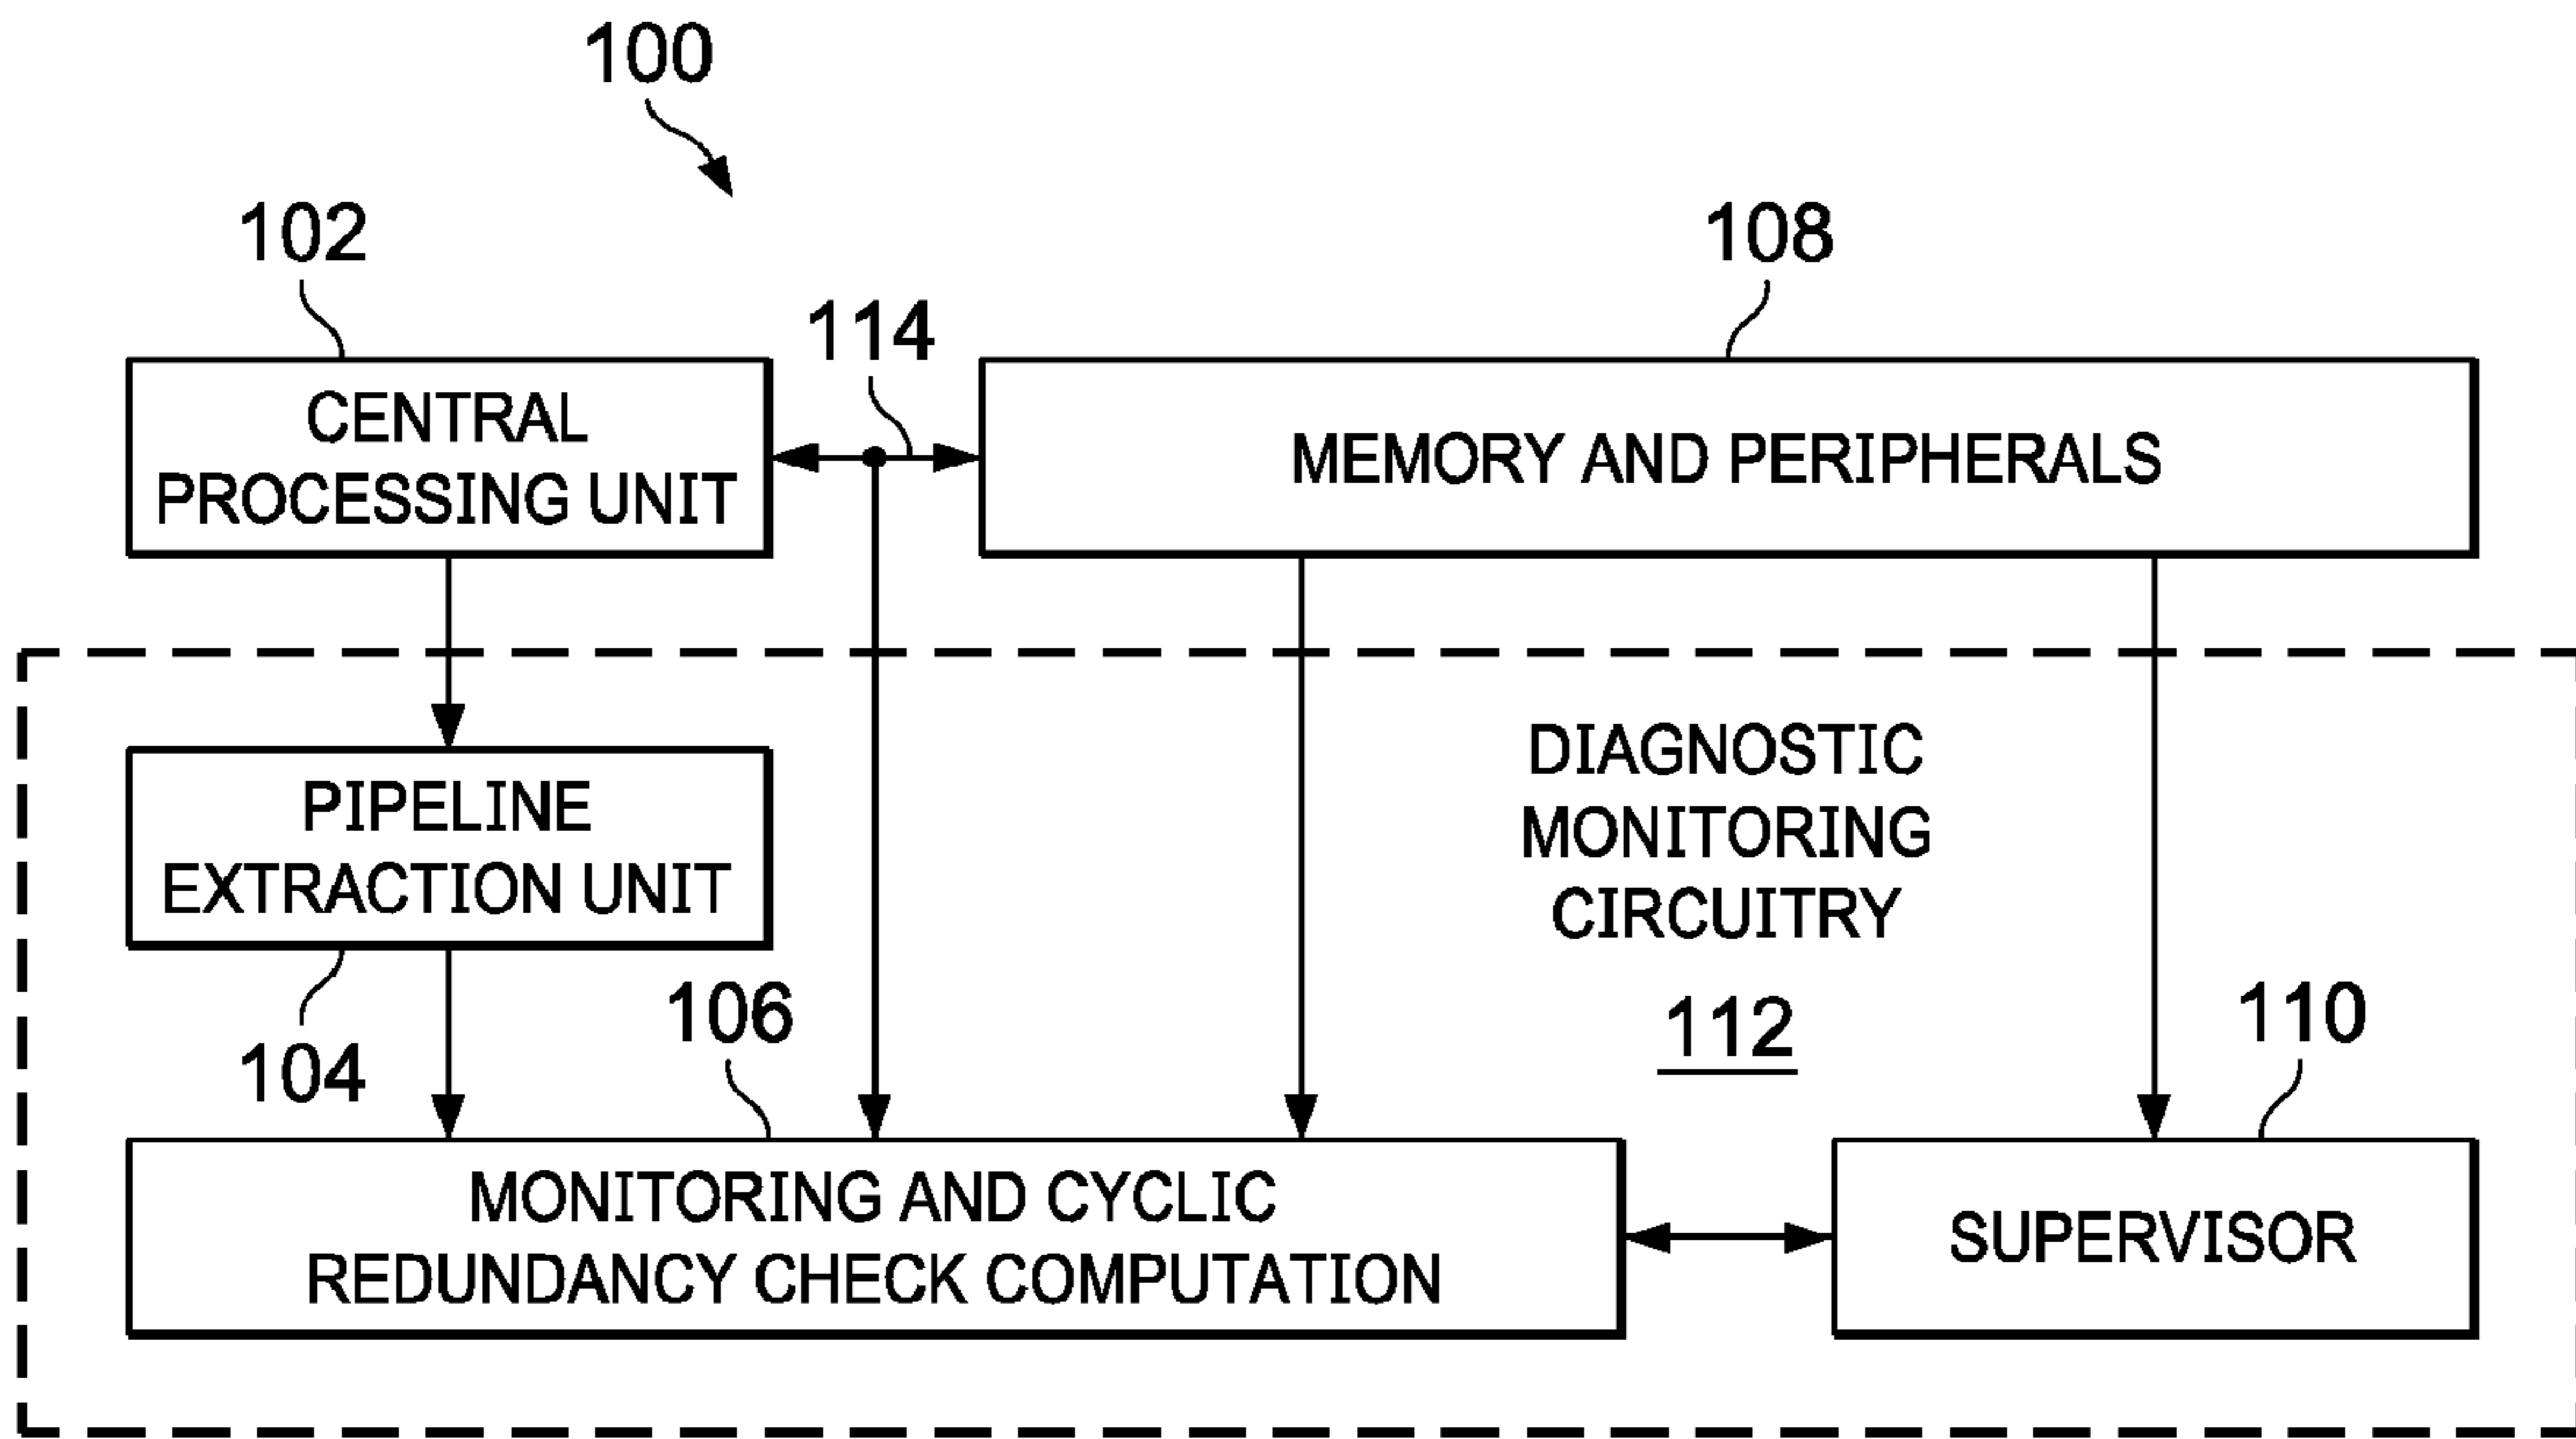 100
102
108
114
CENTRAL
PROCESSING UNIT
MEMORY AND PERIPHERALS
PIPELINE
EXTRACTION UNIT
DIAGNOSTIC
MONITORING
CIRCUITRY
112
104
106
110
MONITORING AND CYCLIC
REDUNDANCY CHECK COMPUTATION
SUPERVISOR